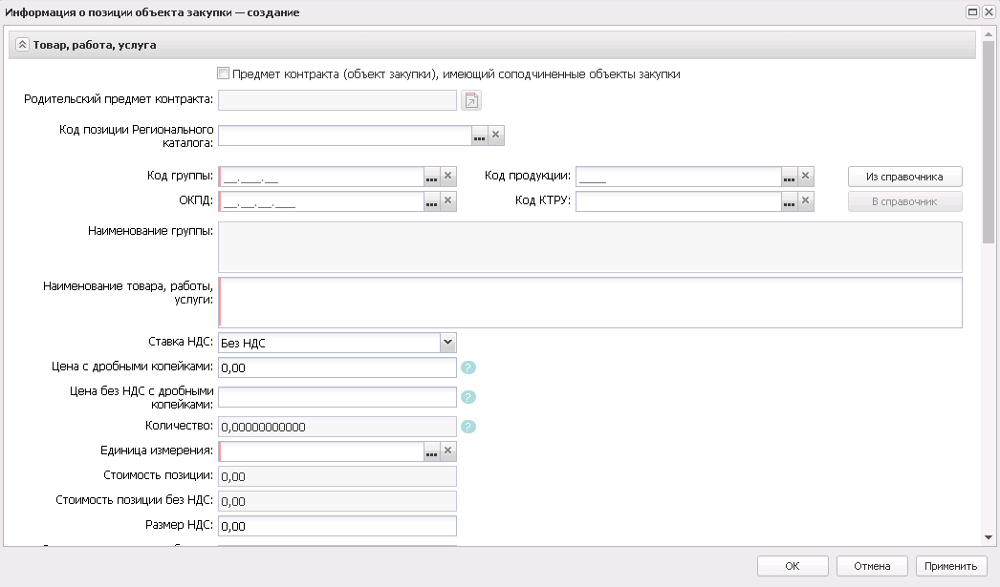 Информация о позиции объекта закупки — создание
Товар, работа, услуга
Предмет контракта (объект закупки), имеющий соподчиненные объекты закупки
Родительский предмет контракта:
Код позиции Регионального
каталога:
...
Код группы: __.___.__ ... Код продукции: ____ ... Из справочника
ОКПД: __.__.__.___ ... Код КТРУ: ... В справочник
Наименование группы:
Наименование товара, работы,
услуги:
Ставка НДС: Без НДС
Цена с дробными копейками: 0,00 ?
Цена без НДС с дробными
копейками:
?
Количество: 0,00000000000 ?
Единица измерения: ...
Стоимость позиции: 0,00
Стоимость позиции без НДС: 0,00
Размер НДС: 0,00
ОК Отмена Применить